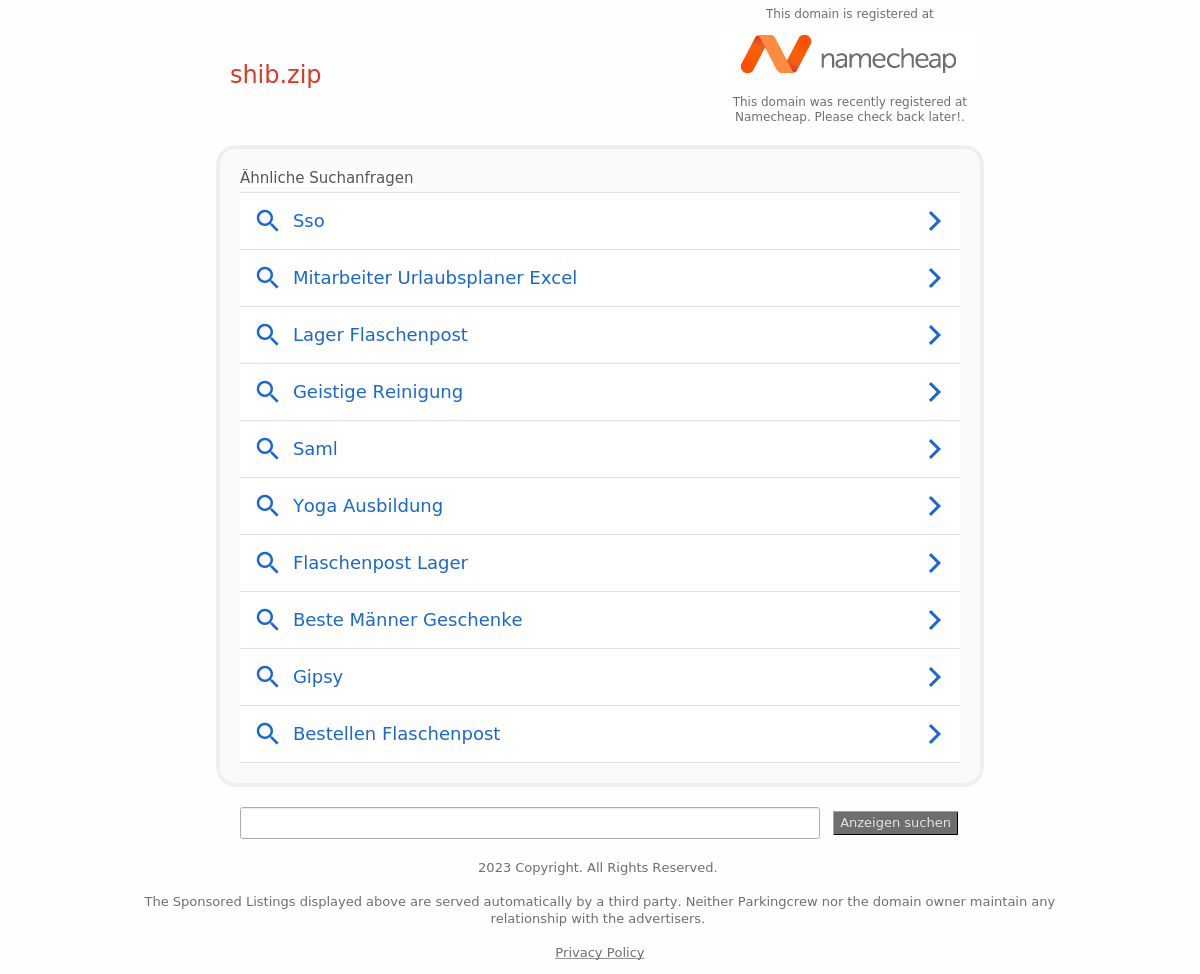 This domain is registered at
namecheap
shib.zip
This domain was recently registered at
Namecheap. Please check back later!.
Ähnliche Suchanfragen
Sso
Mitarbeiter Urlaubsplaner Excel
Lager Flaschenpost
Geistige Reinigung
Saml
Yoga Ausbildung
Flaschenpost Lager
Beste Männer Geschenke
Gipsy
Bestellen Flaschenpost
Anzeigen suchen
2023 Copyright. All Rights Reserved.
The Sponsored Listings displayed above are served automatically by a third party. Neither Parkingcrew nor the domain owner maintain any
relationship with the advertisers.
Privacy Policy